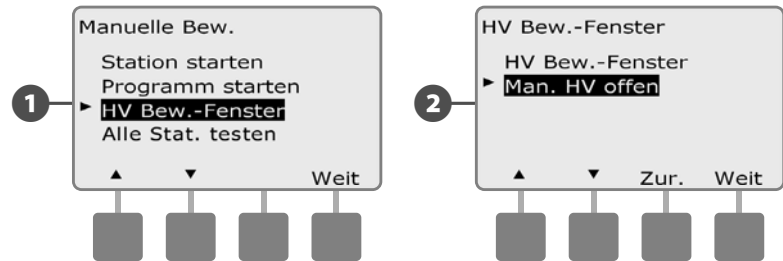 Manuelle Bew.
Station starten
Programm starten
1 ► HV Bew.-Fenster
Alle Stat. testen
▲ ▼ Weit
HV Bew.-Fenster
HV Bew.-Fenster
2 ► Man. HV offen
▲ ▼ Zur. Weit